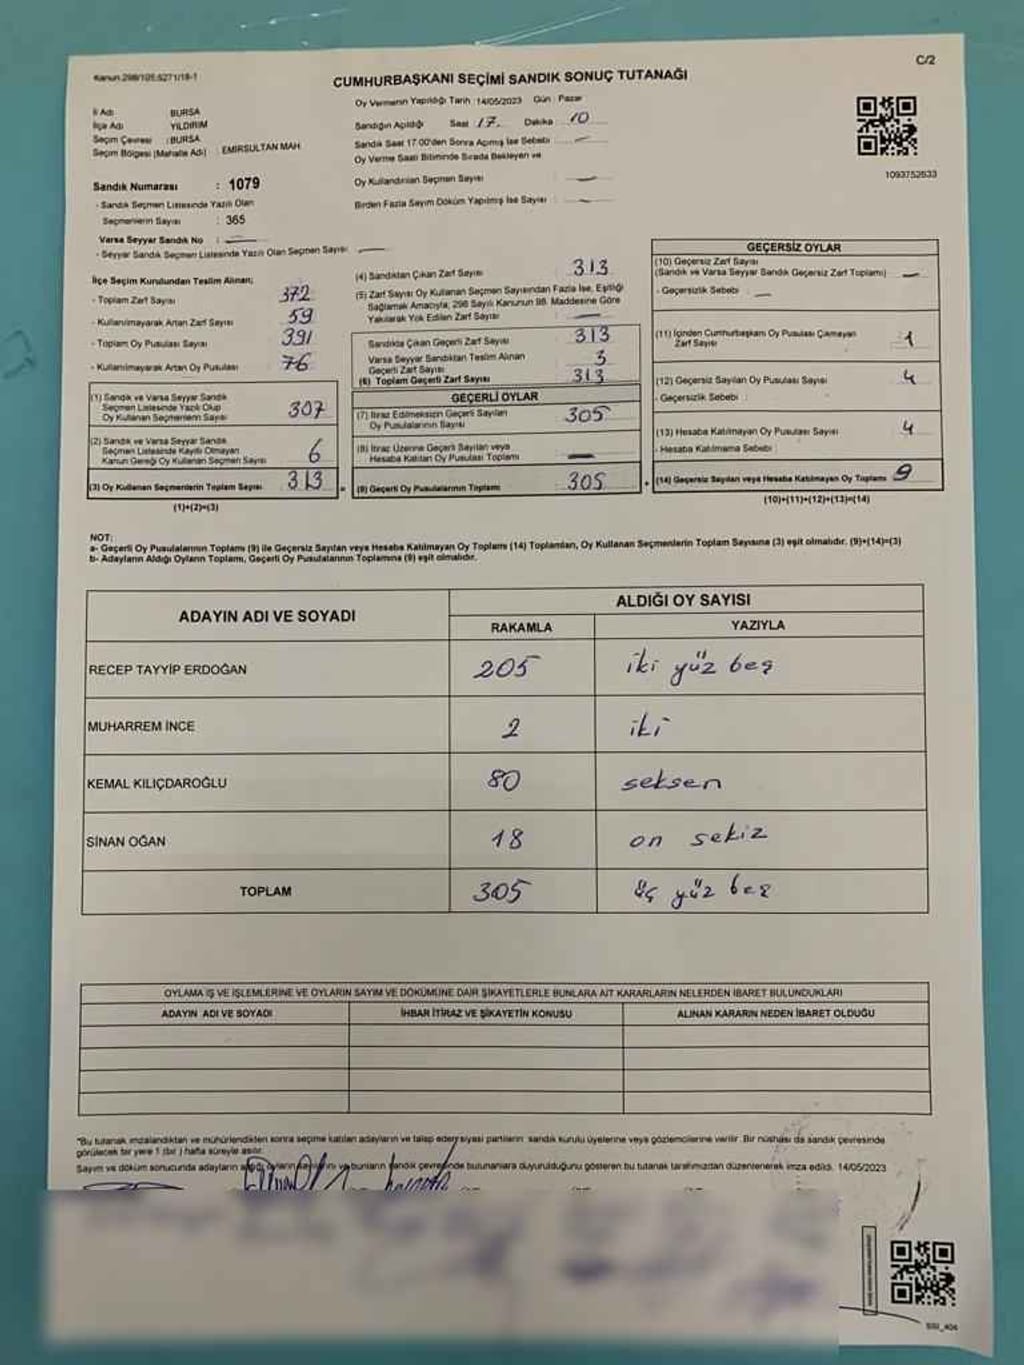 Kanun:298/105,6271/18-1
C/2
CUMHURBAŞKANI SEÇİMİ SANDIK SONUÇ TUTANAĞI
İl Adı BURSA
İlçe Adı YILDIRIM
Seçim Çevresi : BURSA
Seçim Bölgesi (Mahalle Adı) : EMİRSULTAN MAH
Sandık Numarası : 1079
- Sandık Seçmen Listesinde Yazılı Olan
Seçmenlerin Sayısı : 365
Varsa Seyyar Sandık No : —
- Seyyar Sandık Seçmen Listesinde Yazılı Olan Seçmen Sayısı : —
Oy Vermenin Yapıldığı Tarih :14/05/2023 Gün : Pazar
Sandığın Açıldığı Saat : 17. Dakika : 10
Sandık Saat 17:00'den Sonra Açımış İse Sebebi : —
Oy Verme Saati Bitiminde Sırada Bekleyen ve
Oy Kullandırılan Seçmen Sayısı : —
Birden Fazla Sayım Döküm Yapılmış İse Sayısı : —
1093752633
İlçe Seçim Kurulundan Teslim Alınan;
- Toplam Zarf Sayısı 372
- Kullanılmayarak Artan Zarf Sayısı 59
- Toplam Oy Pusulası Sayısı 391
- Kullanılmayarak Artan Oy Pusulası 76
(1) Sandık ve Varsa Seyyar Sandık
Seçmen Listesinde Yazılı Olup
Oy Kullanan Seçmenlerin Sayısı 307
(2) Sandık ve Varsa Seyyar Sandık
Seçmen Listesinde Kayıtlı Olmayan
Kanun Gereği Oy Kullanan Seçmen Sayısı 6
(3) Oy Kullanan Seçmenlerin Toplam Sayısı 313
(1)+(2)=(3)
(4) Sandıktan Çıkan Zarf Sayısı 313
(5) Zarf Sayısı Oy Kullanan Seçmen Sayısından Fazla İse, Eşitliği
Sağlamak Amacıyla, 298 Sayılı Kanunun 98. Maddesine Göre
Yakılarak Yok Edilen Zarf Sayısı —
Sandıkta Çıkan Geçerli Zarf Sayısı 313
Varsa Seyyar Sandıktan Teslim Alınan
Geçerli Zarf Sayısı 3
(6) Toplam Geçerli Zarf Sayısı 313
GEÇERLİ OYLAR
(7) İtiraz Edilmeksizin Geçerli Sayılan
Oy Pusulalarının Sayısı 305
(8) İtiraz Üzerine Geçerli Sayılan veya
Hesaba Katılan Oy Pusulası Toplamı —
(9) Geçerli Oy Pusulalarının Toplamı 305
GEÇERSİZ OYLAR
(10) Geçersiz Zarf Sayısı
(Sandık ve Varsa Seyyar Sandık Geçersiz Zarf Toplamı) —
- Geçersizlik Sebebi : —
(11) İçinden Cumhurbaşkanı Oy Pusulası Çıkmayan
Zarf Sayısı 1
(12) Geçersiz Sayılan Oy Pusulası Sayısı 4
- Geçersizlik Sebebi :
(13) Hesaba Katılmayan Oy Pusulası Sayısı 4
- Hesaba Katılmama Sebebi :
(14) Geçersiz Sayılan veya Hesaba Katılmayan Oy Toplamı 9
(10)+(11)+(12)+(13)=(14)
NOT:
a- Geçerli Oy Pusulalarının Toplamı (9) ile Geçersiz Sayılan veya Hesaba Katılmayan Oy Toplamı (14) Toplamları, Oy Kullanan Seçmenlerin Toplam Sayısına (3) eşit olmalıdır. (9)+(14)=(3)
b- Adayların Aldığı Oyların Toplamı, Geçerli Oy Pusulalarının Toplamına (9) eşit olmalıdır.
ADAYIN ADI VE SOYADI ALDIĞI OY SAYISI
RAKAMLA YAZIYLA
RECEP TAYYİP ERDOĞAN 205 iki yüz beş
MUHARREM İNCE 2 iki
KEMAL KILIÇDAROĞLU 80 seksen
SİNAN OĞAN 18 on sekiz
TOPLAM 305 üç yüz beş
OYLAMA İŞ VE İŞLEMLERİNE VE OYLARIN SAYIM VE DÖKÜMÜNE DAİR ŞİKAYETLERLE BUNLARA AİT KARARLARIN NELERDEN İBARET BULUNDUKLARI
ADAYIN ADI VE SOYADI İHBAR İTİRAZ VE ŞİKAYETİN KONUSU ALINAN KARARIN NEDEN İBARET OLDUĞU
"Bu tutanak imzalandıktan ve mühürlendikten sonra seçime katılan adayların ve talep eden siyasi partilerin sandık kurulu üyelerine veya gözlemcilerine verilir. Bir nüshası da sandık çevresinde
görülecek bir yere 1 (bir) hafta süreyle asılır.
Sayım ve döküm sonucunda adayların aldığı oyların sayılarını ve bunların sandık çevresinde bulunanlara duyurulduğunu gösteren bu tutanak tarafımızdan düzenlenerek imza edildi. 14/05/2023
SSI_404